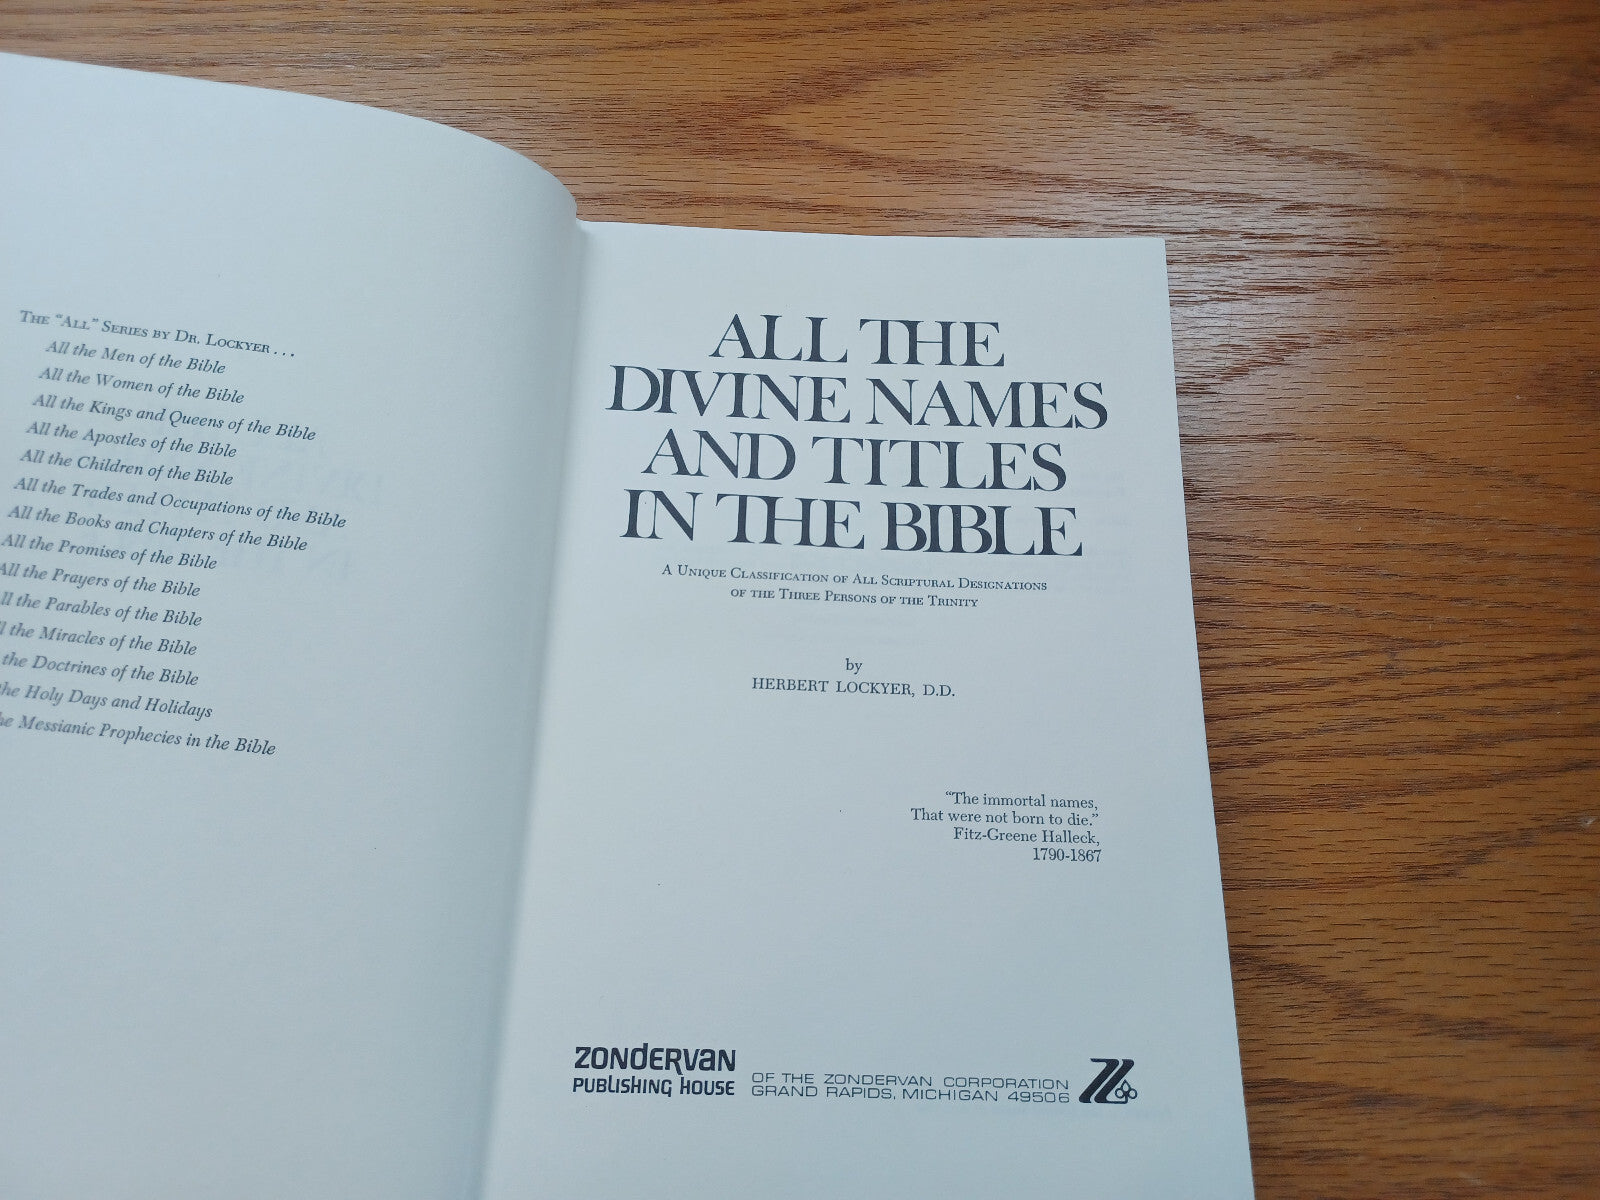 The "All" Series by Dr. Lockyer . . .
All the Men of the Bible
All the Women of the Bible
All the Kings and Queens of the Bible
All the Apostles of the Bible
All the Children of the Bible
All the Trades and Occupations of the Bible
All the Books and Chapters of the Bible
All the Promises of the Bible
All the Prayers of the Bible
ll the Parables of the Bible
l the Miracles of the Bible
the Doctrines of the Bible
the Holy Days and Holidays
he Messianic Prophecies in the Bible
ALL THE
DIVINE NAMES
AND TITLES
IN THE BIBLE
A Unique Classification of All Scriptural Designations
of the Three Persons of the Trinity
by
HERBERT LOCKYER, D.D.
"The immortal names,
That were not born to die."
Fitz-Greene Halleck,
1790-1867
ZONDERVAN
PUBLISHING HOUSE
OF THE ZONDERVAN CORPORATION
GRAND RAPIDS, MICHIGAN 49506